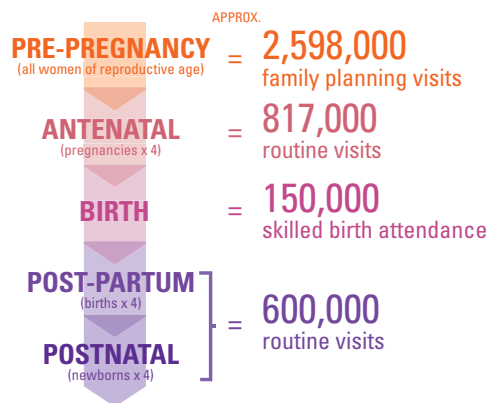 APPROX.
PRE-PREGNANCY
(all women of reproductive age)
= 2,598,000
family planning visits
ANTENATAL
(pregnancies x 4)
= 817,000
routine visits
BIRTH
= 150,000
skilled birth attendance
POST-PARTUM
(births x 4)
POSTNATAL
(newborns x 4)
= 600,000
routine visits